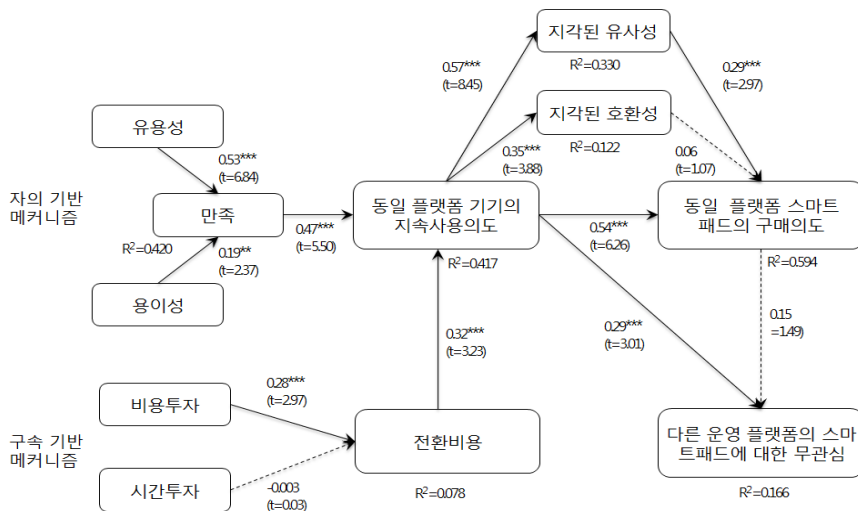 지각된 유사성
R²=0.330
0.57***
(t=8.45)
0.29***
(t=2.97)
지각된 호환성
R²=0.122
0.35***
(t=3.88)
0.06
(t=1.07)
유용성
0.53***
(t=6.84)
자의 기반
메커니즘
만족
R²=0.420
0.19**
(t=2.37)
용이성
0.47***
(t=5.50)
동일 플랫폼 기기의
지속사용의도
R²=0.417
0.54***
(t=6.26)
동일 플랫폼 스마트
패드의 구매의도
R²=0.594
0.32***
(t=3.23)
0.29***
(t=3.01)
0.15
=1.49)
비용투자
0.28***
(t=2.97)
구속 기반
메커니즘
시간투자
-0.003
(t=0.03)
전환비용
R²=0.078
다른 운영 플랫폼의 스마
트패드에 대한 무관심
R²=0.166